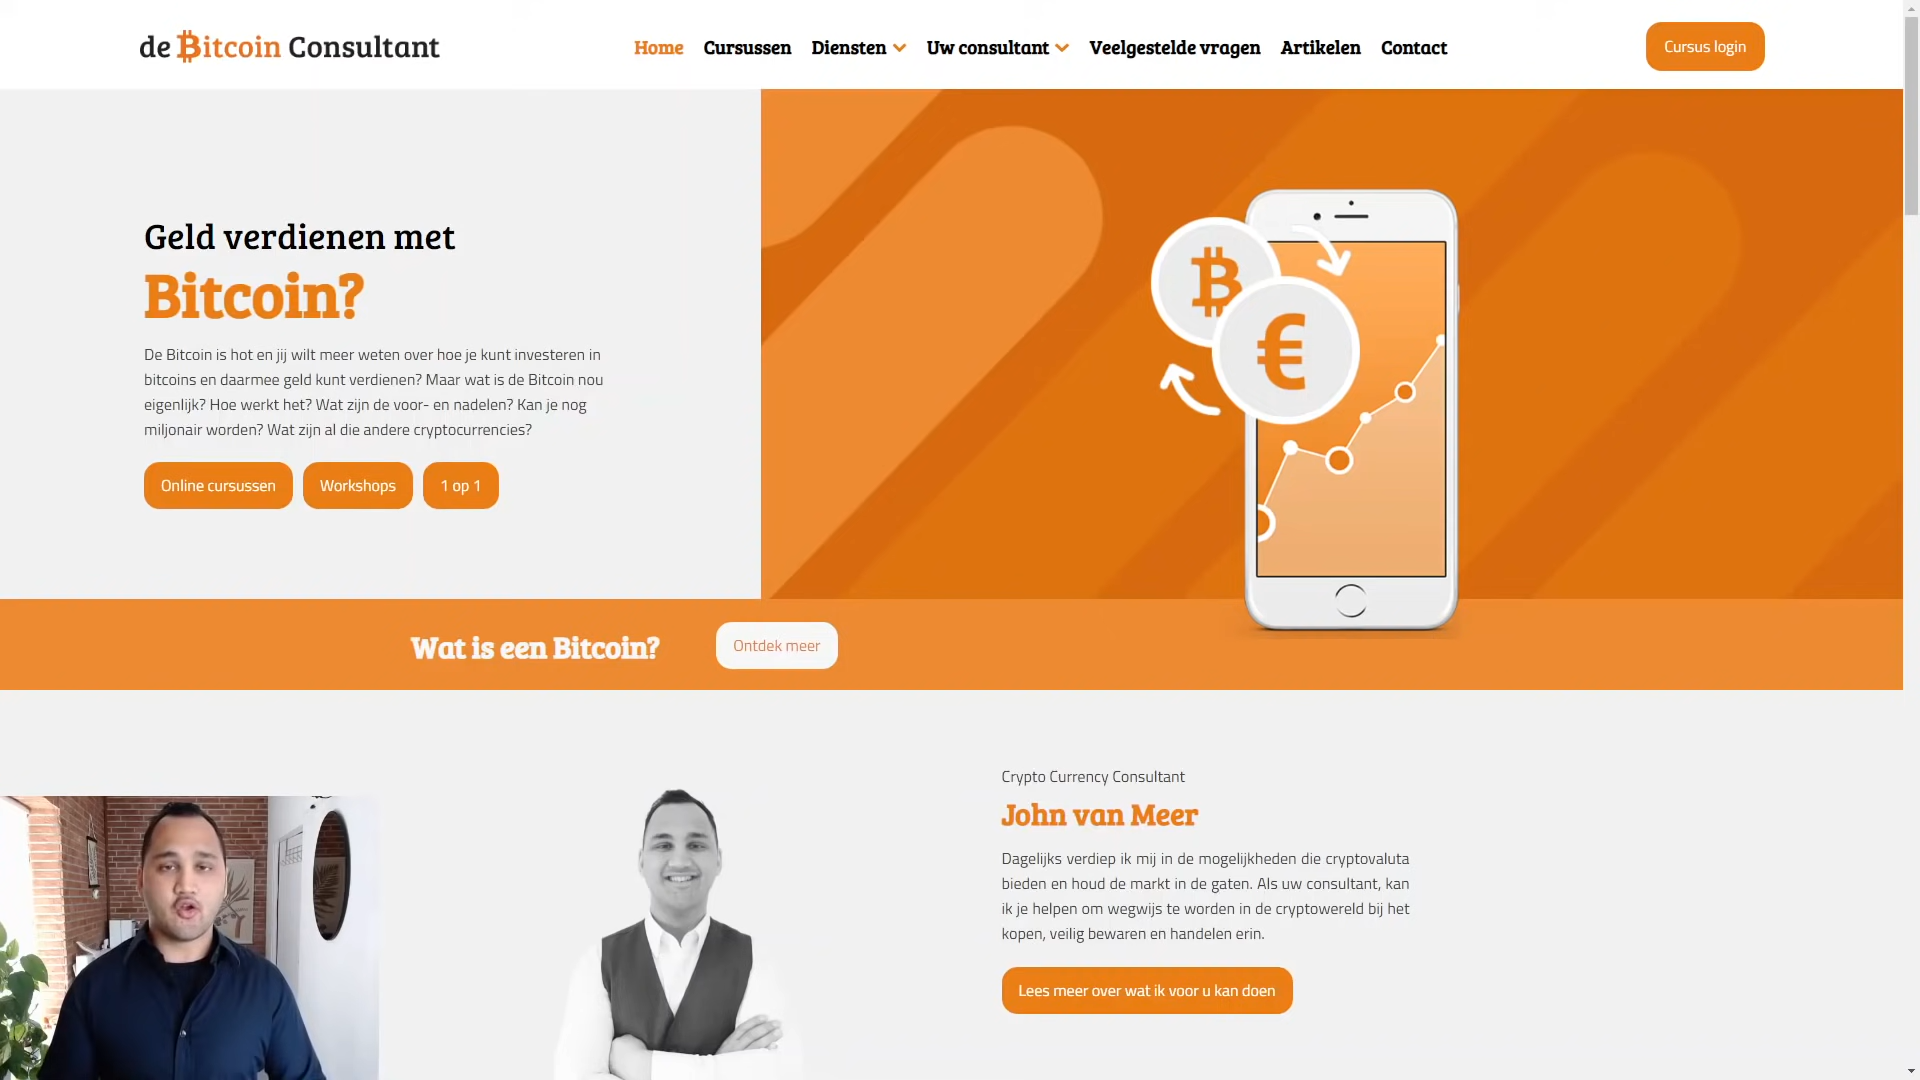 de Bitcoin Consultant
Home Cursussen Diensten Uw consultant Veelgestelde vragen Artikelen Contact
Cursus login
Geld verdienen met
Bitcoin?
De Bitcoin is hot en jij wilt meer weten over hoe je kunt investeren in
bitcoins en daarmee geld kunt verdienen? Maar wat is de Bitcoin nou
eigenlijk? Hoe werkt het? Wat zijn de voor- en nadelen? Kan je nog
miljonair worden? Wat zijn al die andere cryptocurrencies?
Online cursussen Workshops 1 op 1
€
Wat is een Bitcoin? Ontdek meer
Crypto Currency Consultant
John van Meer
Dagelijks verdiep ik mij in de mogelijkheden die cryptovaluta
bieden en houd de markt in de gaten. Als uw consultant, kan
ik je helpen om wegwijs te worden in de cryptowereld bij het
kopen, veilig bewaren en handelen erin.
Lees meer over wat ik voor u kan doen